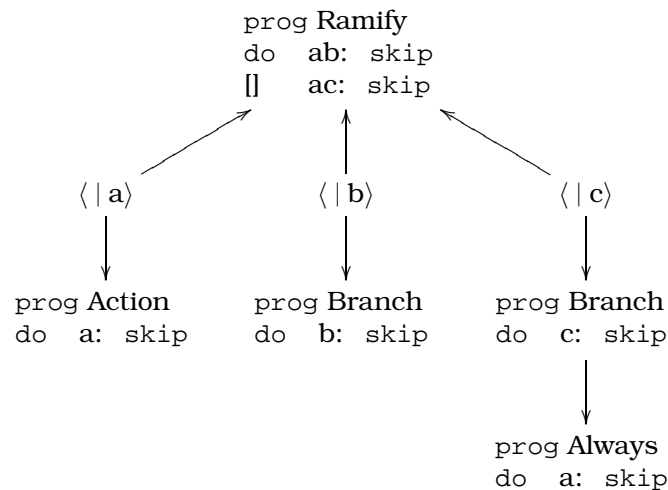 prog Ramify
do ab: skip
[] ac: skip
⟨ | a⟩ ⟨ | b⟩ ⟨ | c⟩
prog Action prog Branch prog Branch
do a: skip do b: skip do c: skip
prog Always
do a: skip